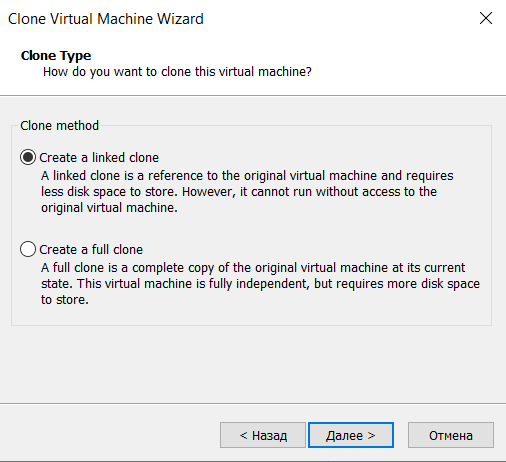 Clone Virtual Machine Wizard
Clone Type
How do you want to clone this virtual machine?
Clone method
Create a linked clone
A linked clone is a reference to the original virtual machine and requires
less disk space to store. However, it cannot run without access to the
original virtual machine.
Create a full clone
A full clone is a complete copy of the original virtual machine at its current
state. This virtual machine is fully independent, but requires more disk space
to store.
< Назад
Далее >
Отмена